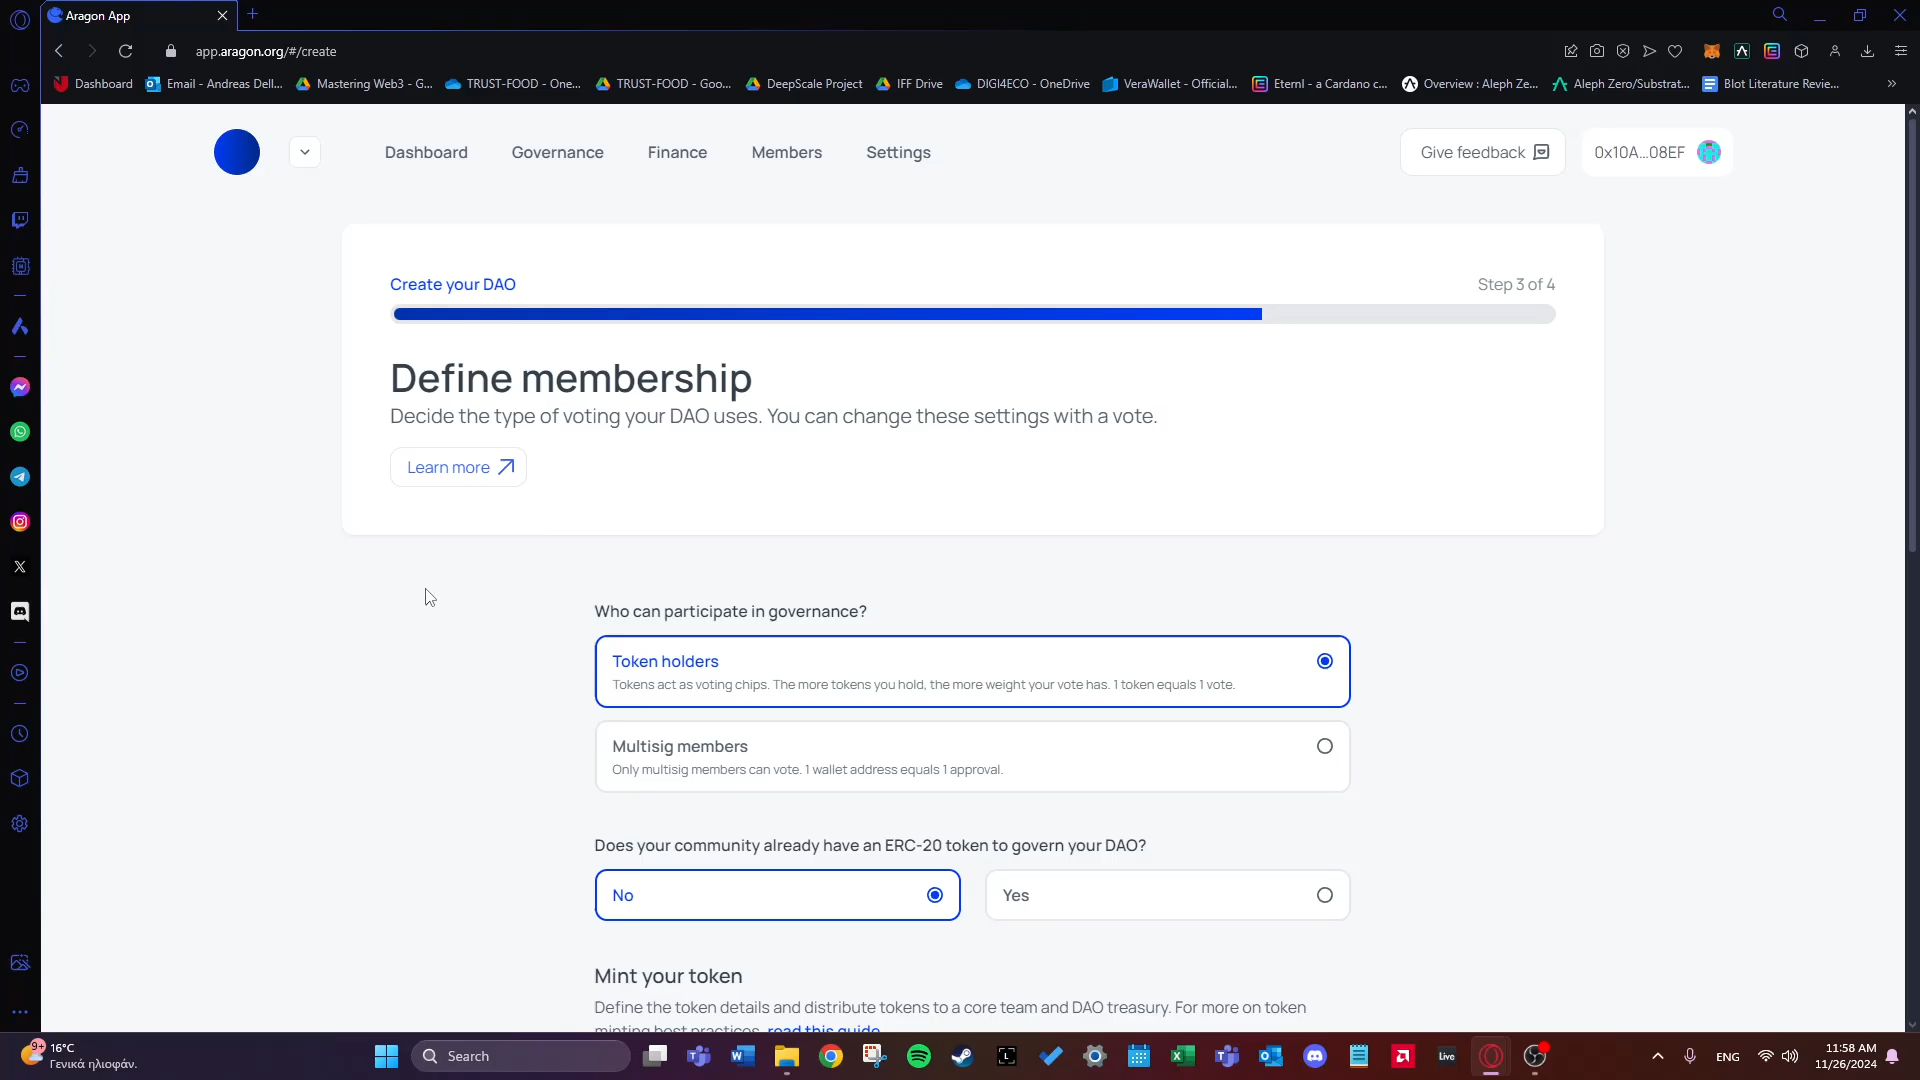 Aragon App
app.aragon.org/#/create
Dashboard
Email - Andreas Dell...
Mastering Web3 - G...
TRUST-FOOD - One...
TRUST-FOOD - Goo...
DeepScale Project
IFF Drive
DIGI4ECO - OneDrive
VeraWallet - Official...
Eternl - a Cardano c...
Overview : Aleph Ze...
Aleph Zero/Substrat...
Blot Literature Revie...
Dashboard
Governance
Finance
Members
Settings
Give feedback
0x10A...08EF
Create your DAO
Step 3 of 4
Define membership
Decide the type of voting your DAO uses. You can change these settings with a vote.
Learn more
Who can participate in governance?
Token holders
Tokens act as voting chips. The more tokens you hold, the more weight your vote has. 1 token equals 1 vote.
Multisig members
Only multisig members can vote. 1 wallet address equals 1 approval.
Does your community already have an ERC-20 token to govern your DAO?
No
Yes
Mint your token
Define the token details and distribute tokens to a core team and DAO treasury. For more on token
minting best practices, read this guide
9+
16°C
Γενικά ηλιοφάν.
Search
Live
ENG
11:58 AM
11/26/2024